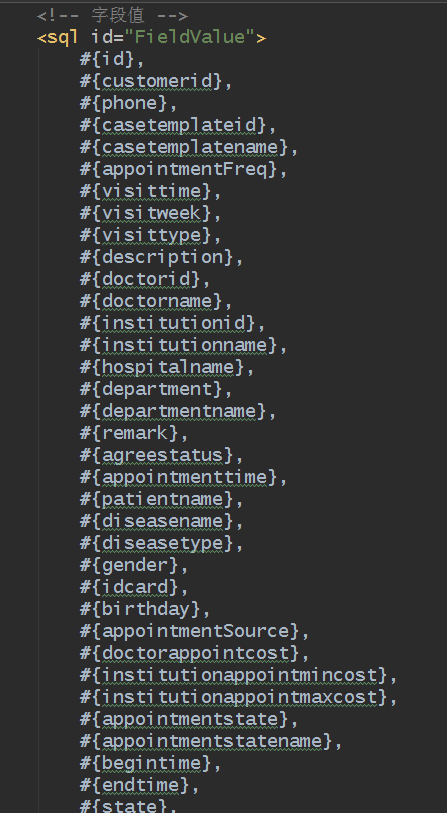 <!-- 字段值 -->
<sql id="FieldValue">
#{id},
#{customerid},
#{phone},
#{casetemplateid},
#{casetemplatename},
#{appointmentFreq},
#{visittime},
#{visitweek},
#{visittype},
#{description},
#{doctorid},
#{doctorname},
#{institutionid},
#{institutionname},
#{hospitalname},
#{department},
#{departmentname},
#{remark},
#{agreestatus},
#{appointmenttime},
#{patientname},
#{diseasename},
#{diseasetype},
#{gender},
#{idcard},
#{birthday},
#{appointmentSource},
#{doctorappointcost},
#{institutionappointmincost},
#{institutionappointmaxcost},
#{appointmentstate},
#{appointmentstatename},
#{begintime},
#{endtime},
#{state},